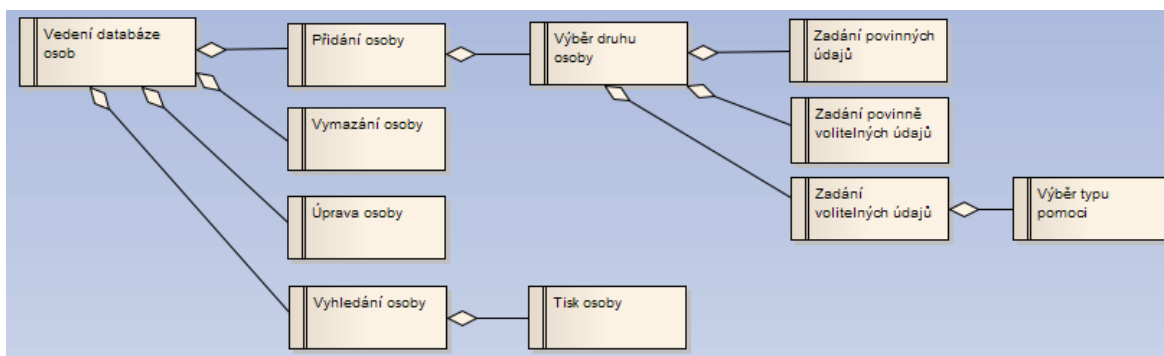 Vedení databáze
osob
Přidání osoby
Výběr druhu
osoby
Zadání povinných
údajů
Vymazání osoby
Zadání povinně
volitelných údajů
Úprava osoby
Zadání
volitelných údajů
Výběr typu
pomoci
Vyhledání osoby
Tisk osoby